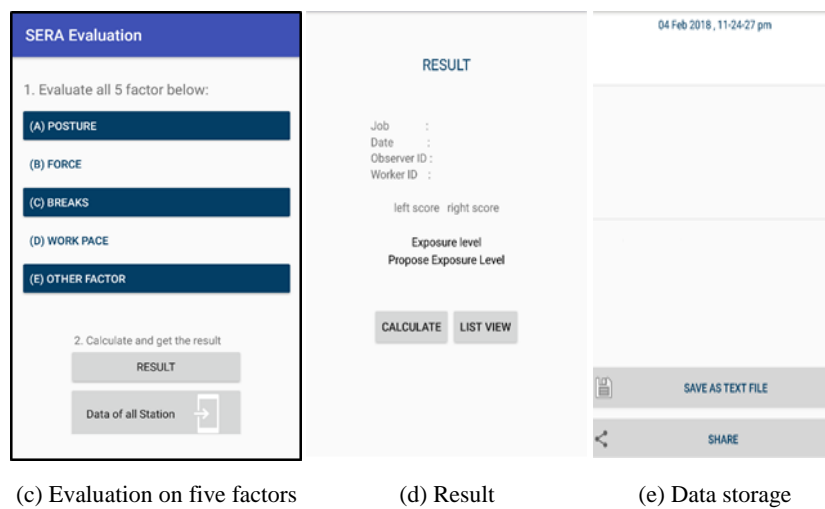 SERA Evaluation
1. Evaluate all 5 factor below:
(A) POSTURE
(B) FORCE
(C) BREAKS
(D) WORK PACE
(E) OTHER FACTOR
2. Calculate and get the result
RESULT
Data of all Station
(c) Evaluation on five factors
RESULT
Job :
Date :
Observer ID :
Worker ID :
left score right score
Exposure level
Propose Exposure Level
CALCULATE LIST VIEW
(d) Result
04 Feb 2018 , 11-24-27 pm
SAVE AS TEXT FILE
SHARE
(e) Data storage